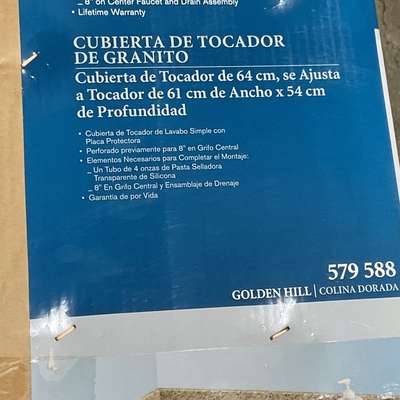 _ 8" on Center Faucet and Drain Assembly
• Lifetime Warranty
CUBIERTA DE TOCADOR
DE GRANITO
Cubierta de Tocador de 64 cm, se Ajusta
a Tocador de 61 cm de Ancho x 54 cm
de Profundidad
• Cubierta de Tocador de Lavabo Simple con
Placa Protectora
• Perforado previamente para 8" en Grifo Central
• Elementos Necesarios para Completar el Montaje:
_ Un Tubo de 4 onzas de Pasta Selladora
Transparente de Silicona
_ 8" En Grifo Central y Ensamblaje de Drenaje
• Garantia de por Vida
579 588
GOLDEN HILL | COLINA DORADA